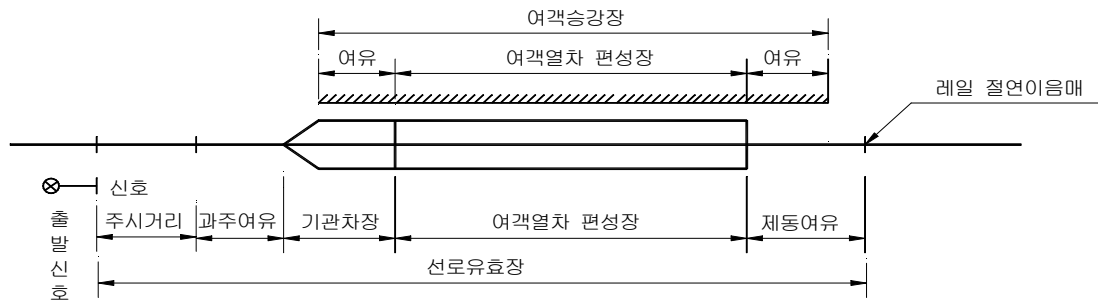 여객승강장
여유
여객열차 편성장
여유
레일 절연이음매
신호
출발신호
주시거리
과주여유
기관차장
여객열차 편성장
제동여유
선로유효장